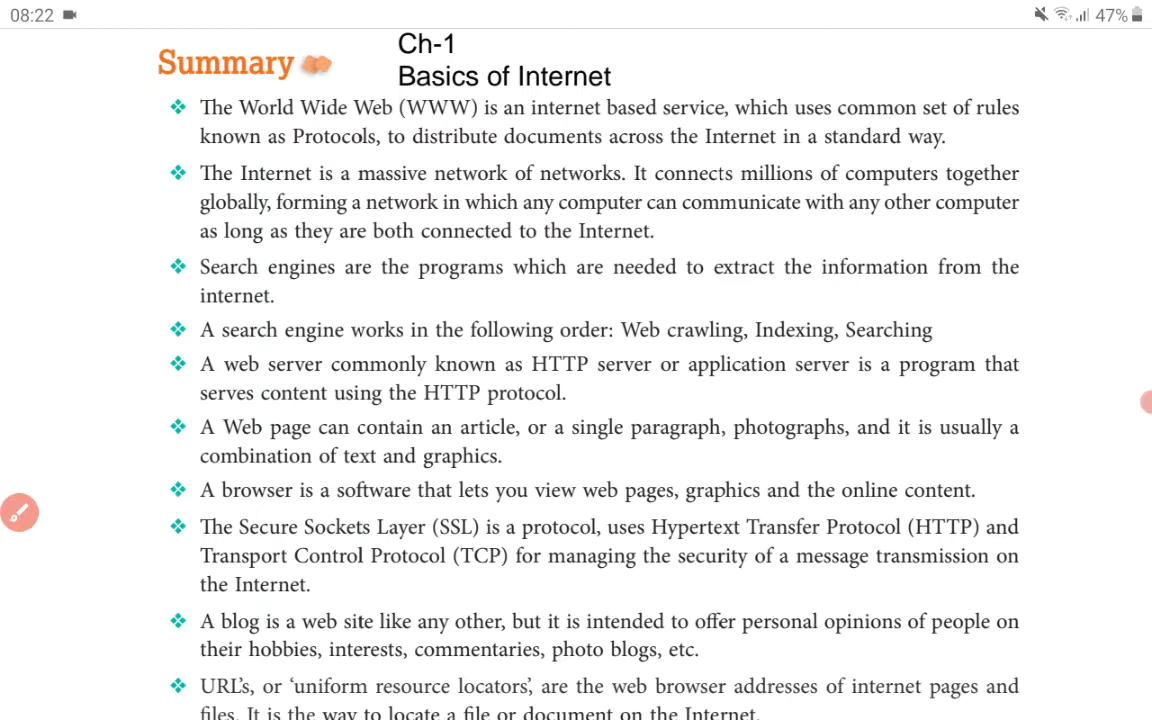 08:22
47%
Summary
Ch-1
Basics of Internet
The World Wide Web (WWW) is an internet based service, which uses common set of rules
known as Protocols, to distribute documents across the Internet in a standard way.
The Internet is a massive network of networks. It connects millions of computers together
globally, forming a network in which any computer can communicate with any other computer
as long as they are both connected to the Internet.
Search engines are the programs which are needed to extract the information from the
internet.
A search engine works in the following order: Web crawling, Indexing, Searching
A web server commonly known as HTTP server or application server is a program that
serves content using the HTTP protocol.
A Web page can contain an article, or a single paragraph, photographs, and it is usually a
combination of text and graphics.
A browser is a software that lets you view web pages, graphics and the online content.
The Secure Sockets Layer (SSL) is a protocol, uses Hypertext Transfer Protocol (HTTP) and
Transport Control Protocol (TCP) for managing the security of a message transmission on
the Internet.
A blog is a web site like any other, but it is intended to offer personal opinions of people on
their hobbies, interests, commentaries, photo blogs, etc.
URL's, or 'uniform resource locators', are the web browser addresses of internet pages and
files. It is the way to locate a file or document on the Internet.